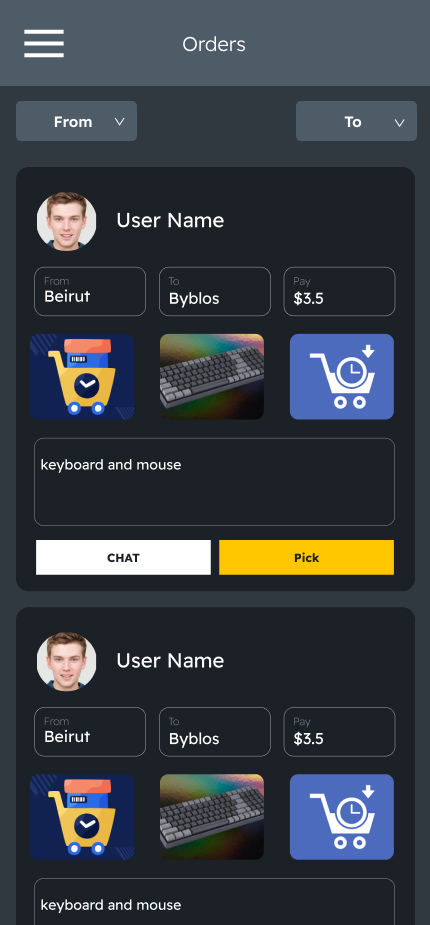 Orders
From
To
User Name
From
To
Pay
Beirut
Byblos
$3.5
keyboard and mouse
CHAT
Pick
User Name
From
To
Pay
Beirut
Byblos
$3.5
keyboard and mouse